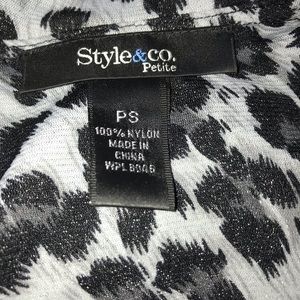 Style&co.
Petite
PS
100% NYLON
MADE IN
CHINA
WPL 8046